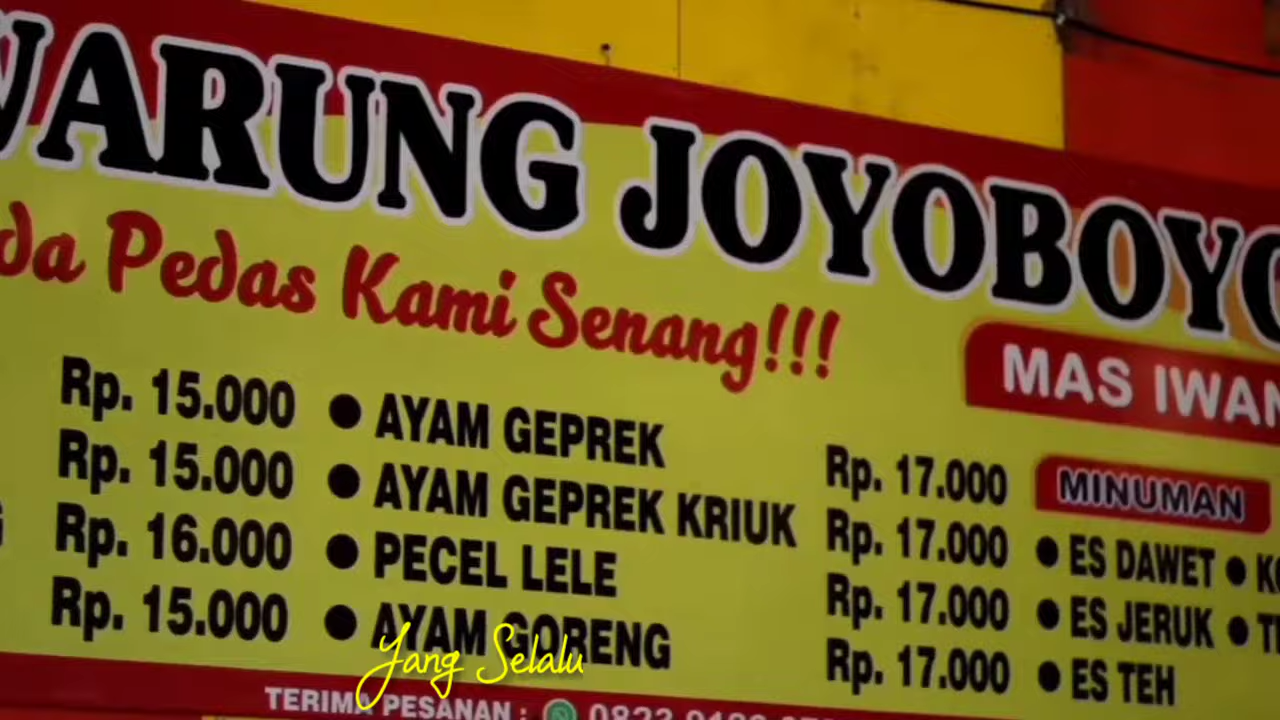 WARUNG JOYOBOYO
Pedas Kami Senang!!!
MAS IWAN
Rp. 15.000 ● AYAM GEPREK Rp. 17.000
MINUMAN
Rp. 15.000 ● AYAM GEPREK KRIUK Rp. 17.000
● ES DAWET ●
Rp. 16.000 ● PECEL LELE Rp. 17.000
● ES JERUK ●
Rp. 15.000 ● AYAM GORENG Rp. 17.000
● ES TEH
Yang Selalu
TERIMA PESANAN :